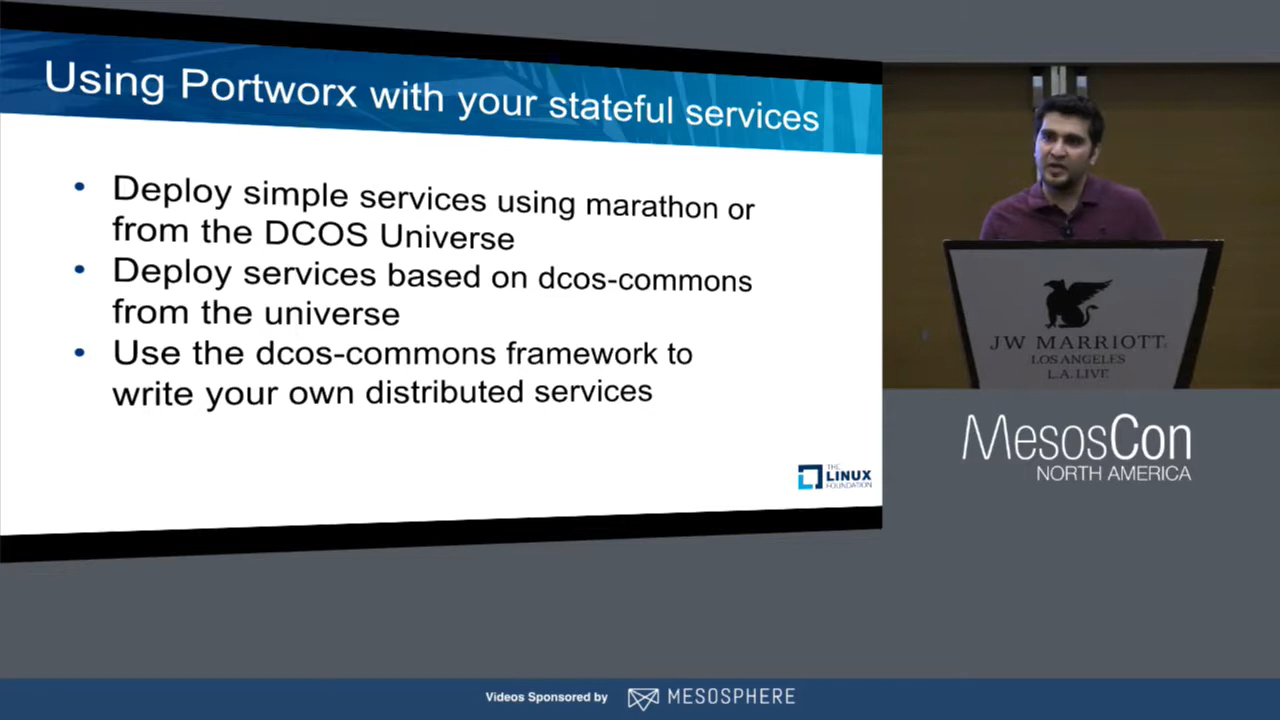 Using Portworx with your stateful services
• Deploy simple services using marathon or
from the DCOS Universe
• Deploy services based on dcos-commons
from the universe
• Use the dcos-commons framework to
write your own distributed services
THE
LINUX
FOUNDATION
JW MARRIOTT
LOS ANGELES
L.A. LIVE
MesosCon
NORTH AMERICA
Videos Sponsored by MESOSPHERE